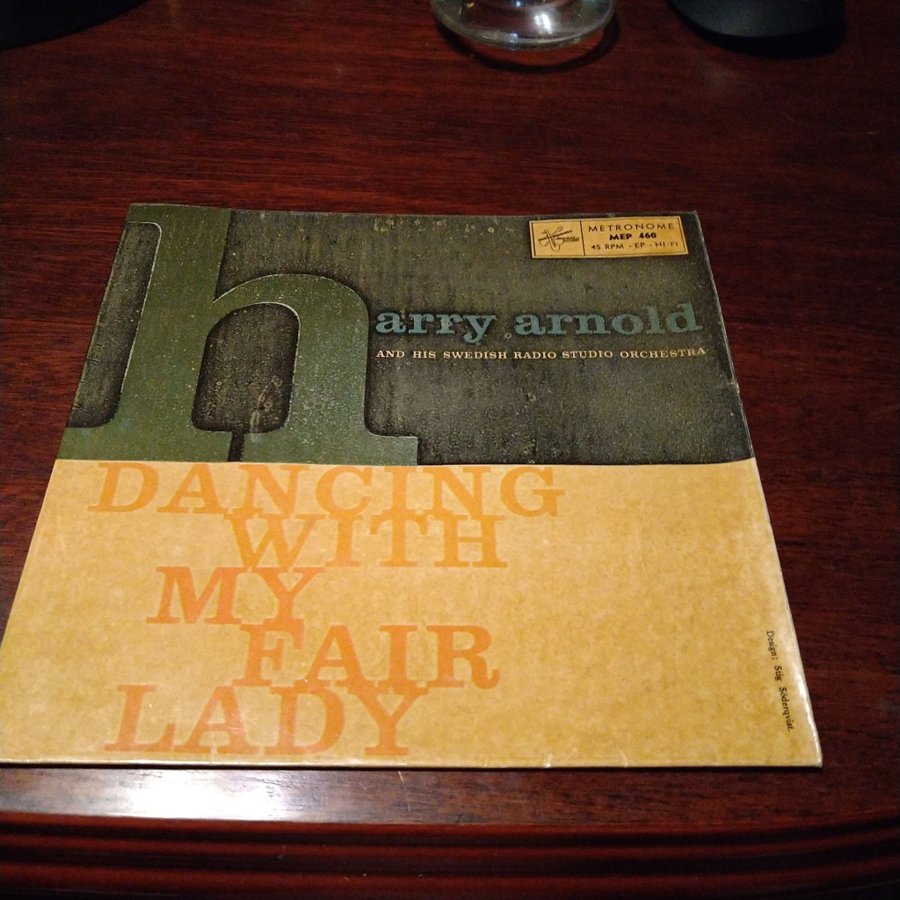 METRONOME
MEP 460
45 RPM - EP - HI-FI
harry arnold
AND HIS SWEDISH RADIO STUDIO ORCHESTRA
DANCING
WITH
MY
FAIR
LADY
Design: Stig Söderqvist.